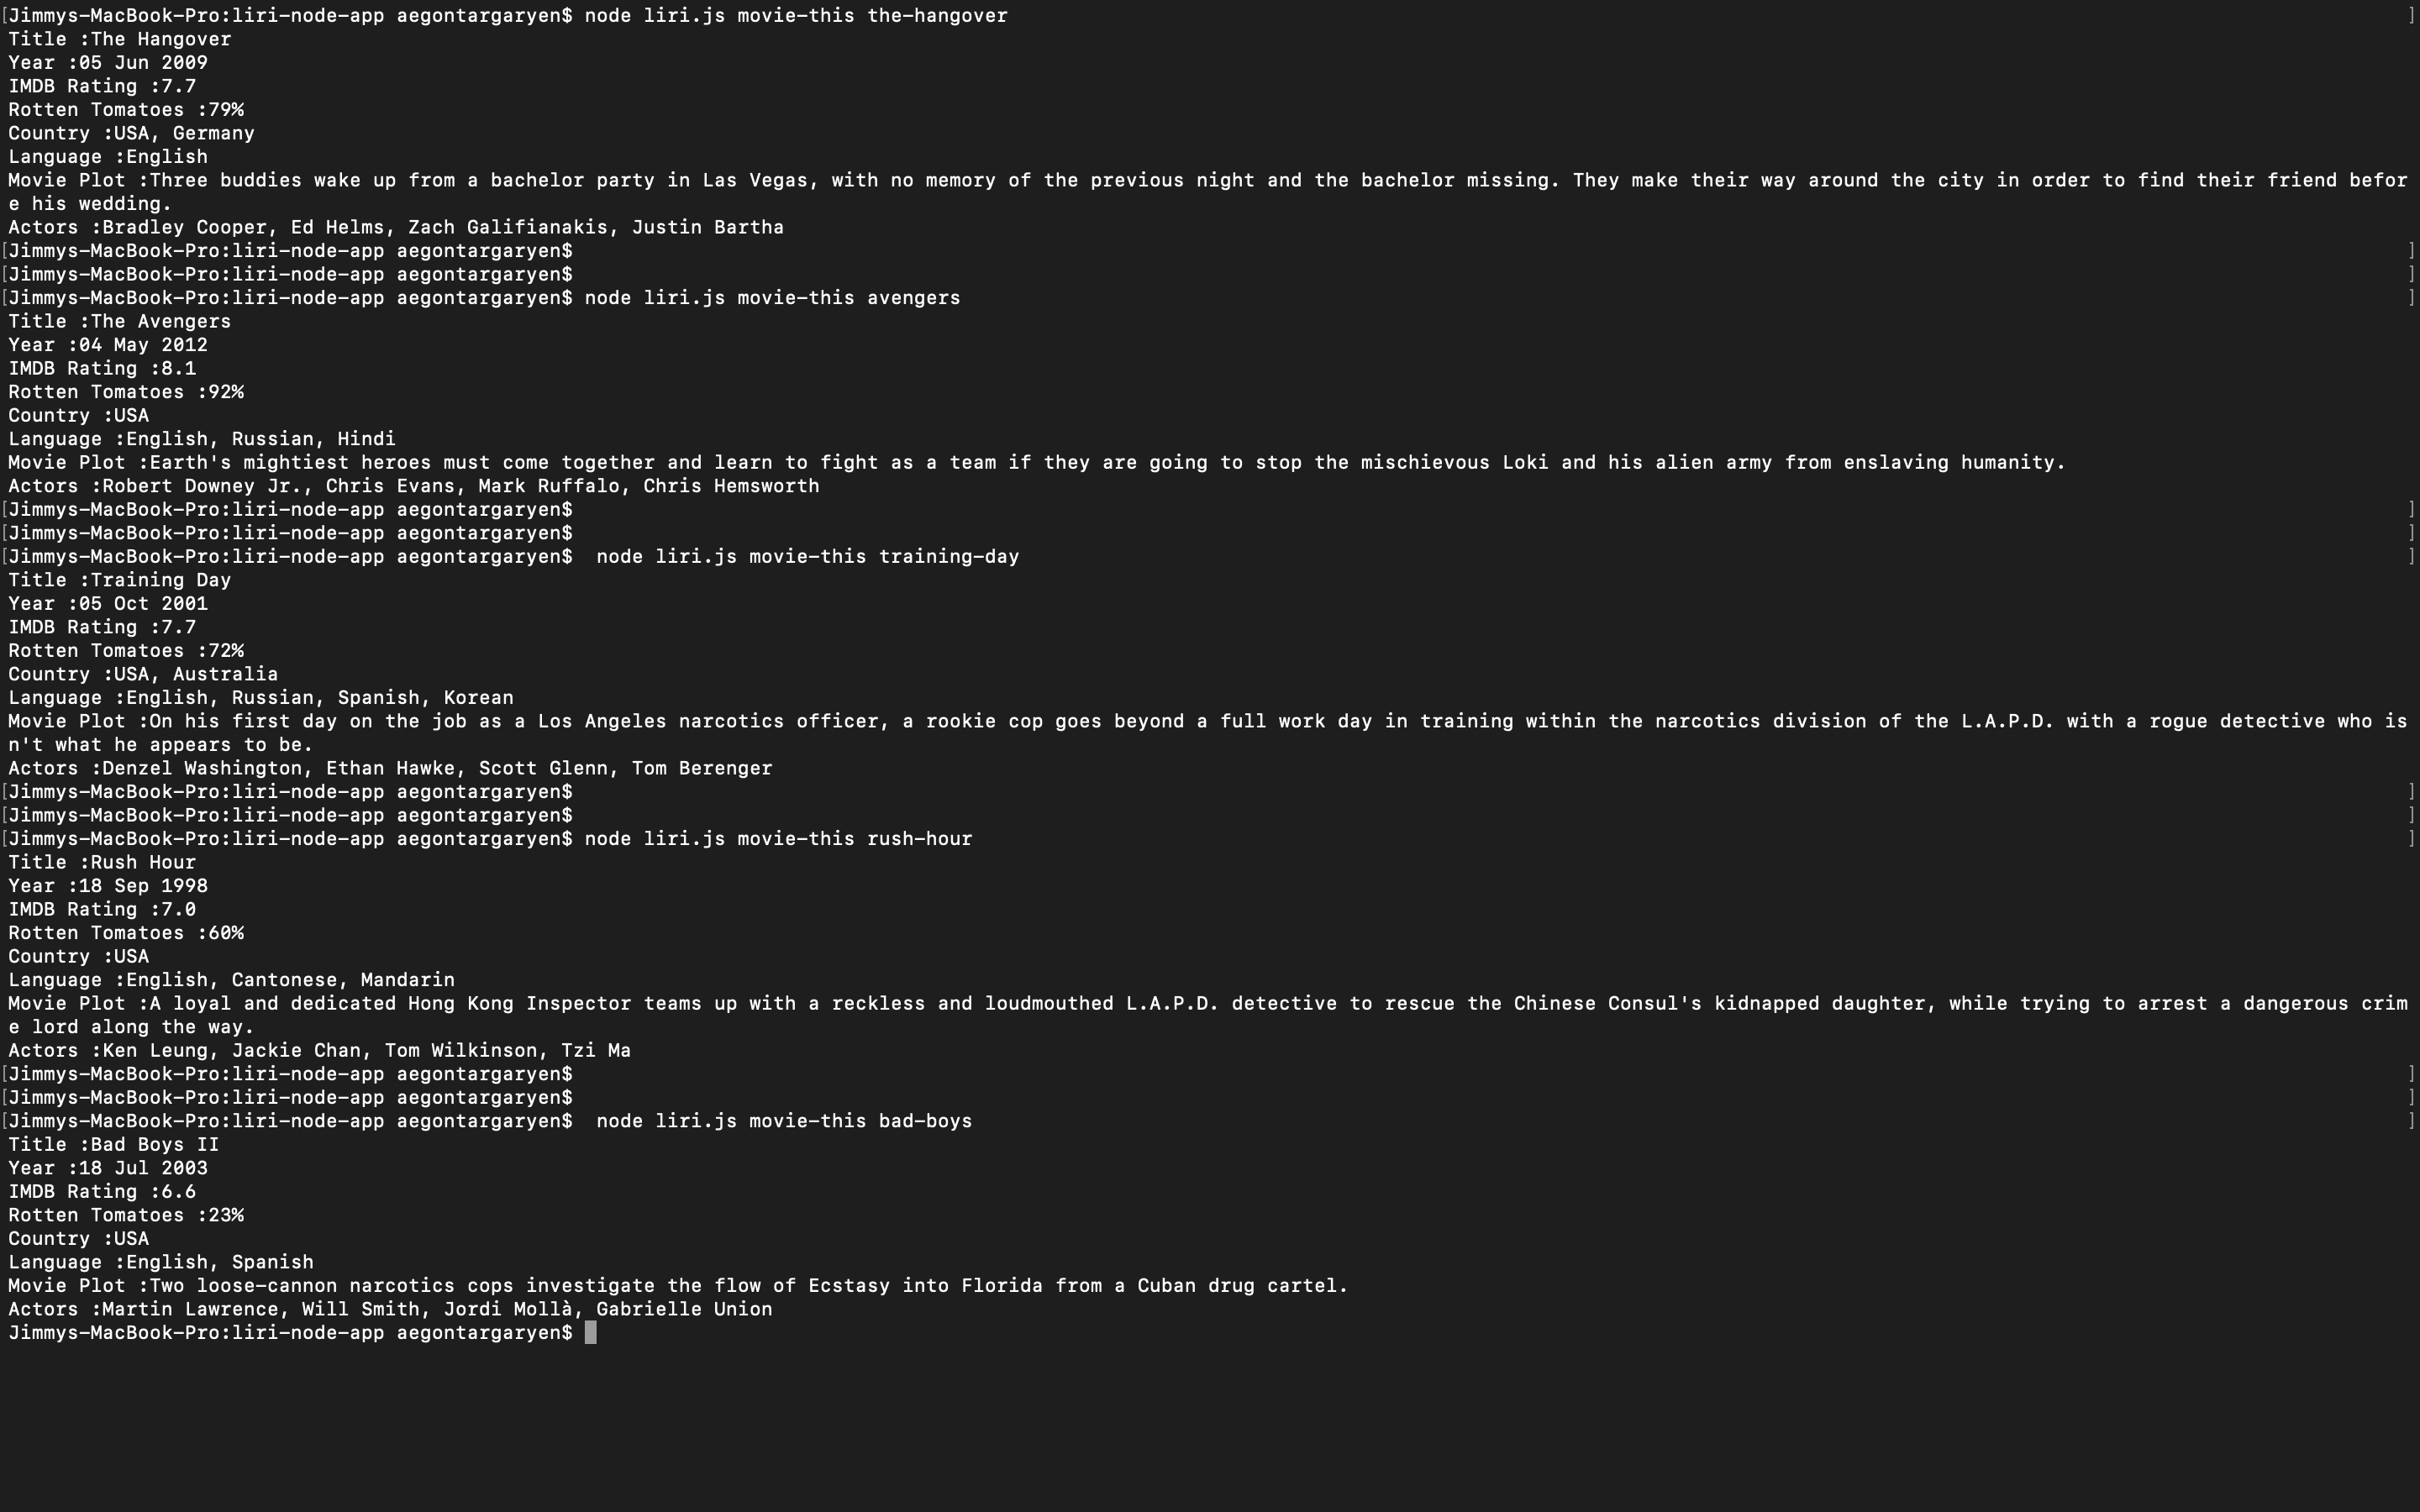 [Jimmys-MacBook-Pro:liri-node-app aegontargaryen$ node liri.js movie-this the-hangover ]
Title :The Hangover
Year :05 Jun 2009
IMDB Rating :7.7
Rotten Tomatoes :79%
Country :USA, Germany
Language :English
Movie Plot :Three buddies wake up from a bachelor party in Las Vegas, with no memory of the previous night and the bachelor missing. They make their way around the city in order to find their friend befor
e his wedding.
Actors :Bradley Cooper, Ed Helms, Zach Galifianakis, Justin Bartha
[Jimmys-MacBook-Pro:liri-node-app aegontargaryen$ ]
[Jimmys-MacBook-Pro:liri-node-app aegontargaryen$ ]
[Jimmys-MacBook-Pro:liri-node-app aegontargaryen$ node liri.js movie-this avengers ]
Title :The Avengers
Year :04 May 2012
IMDB Rating :8.1
Rotten Tomatoes :92%
Country :USA
Language :English, Russian, Hindi
Movie Plot :Earth's mightiest heroes must come together and learn to fight as a team if they are going to stop the mischievous Loki and his alien army from enslaving humanity.
Actors :Robert Downey Jr., Chris Evans, Mark Ruffalo, Chris Hemsworth
[Jimmys-MacBook-Pro:liri-node-app aegontargaryen$ ]
[Jimmys-MacBook-Pro:liri-node-app aegontargaryen$ ]
[Jimmys-MacBook-Pro:liri-node-app aegontargaryen$  node liri.js movie-this training-day ]
Title :Training Day
Year :05 Oct 2001
IMDB Rating :7.7
Rotten Tomatoes :72%
Country :USA, Australia
Language :English, Russian, Spanish, Korean
Movie Plot :On his first day on the job as a Los Angeles narcotics officer, a rookie cop goes beyond a full work day in training within the narcotics division of the L.A.P.D. with a rogue detective who is
n't what he appears to be.
Actors :Denzel Washington, Ethan Hawke, Scott Glenn, Tom Berenger
[Jimmys-MacBook-Pro:liri-node-app aegontargaryen$ ]
[Jimmys-MacBook-Pro:liri-node-app aegontargaryen$ ]
[Jimmys-MacBook-Pro:liri-node-app aegontargaryen$ node liri.js movie-this rush-hour ]
Title :Rush Hour
Year :18 Sep 1998
IMDB Rating :7.0
Rotten Tomatoes :60%
Country :USA
Language :English, Cantonese, Mandarin
Movie Plot :A loyal and dedicated Hong Kong Inspector teams up with a reckless and loudmouthed L.A.P.D. detective to rescue the Chinese Consul's kidnapped daughter, while trying to arrest a dangerous crim
e lord along the way.
Actors :Ken Leung, Jackie Chan, Tom Wilkinson, Tzi Ma
[Jimmys-MacBook-Pro:liri-node-app aegontargaryen$ ]
[Jimmys-MacBook-Pro:liri-node-app aegontargaryen$ ]
[Jimmys-MacBook-Pro:liri-node-app aegontargaryen$  node liri.js movie-this bad-boys ]
Title :Bad Boys II
Year :18 Jul 2003
IMDB Rating :6.6
Rotten Tomatoes :23%
Country :USA
Language :English, Spanish
Movie Plot :Two loose-cannon narcotics cops investigate the flow of Ecstasy into Florida from a Cuban drug cartel.
Actors :Martin Lawrence, Will Smith, Jordi Mollà, Gabrielle Union
Jimmys-MacBook-Pro:liri-node-app aegontargaryen$